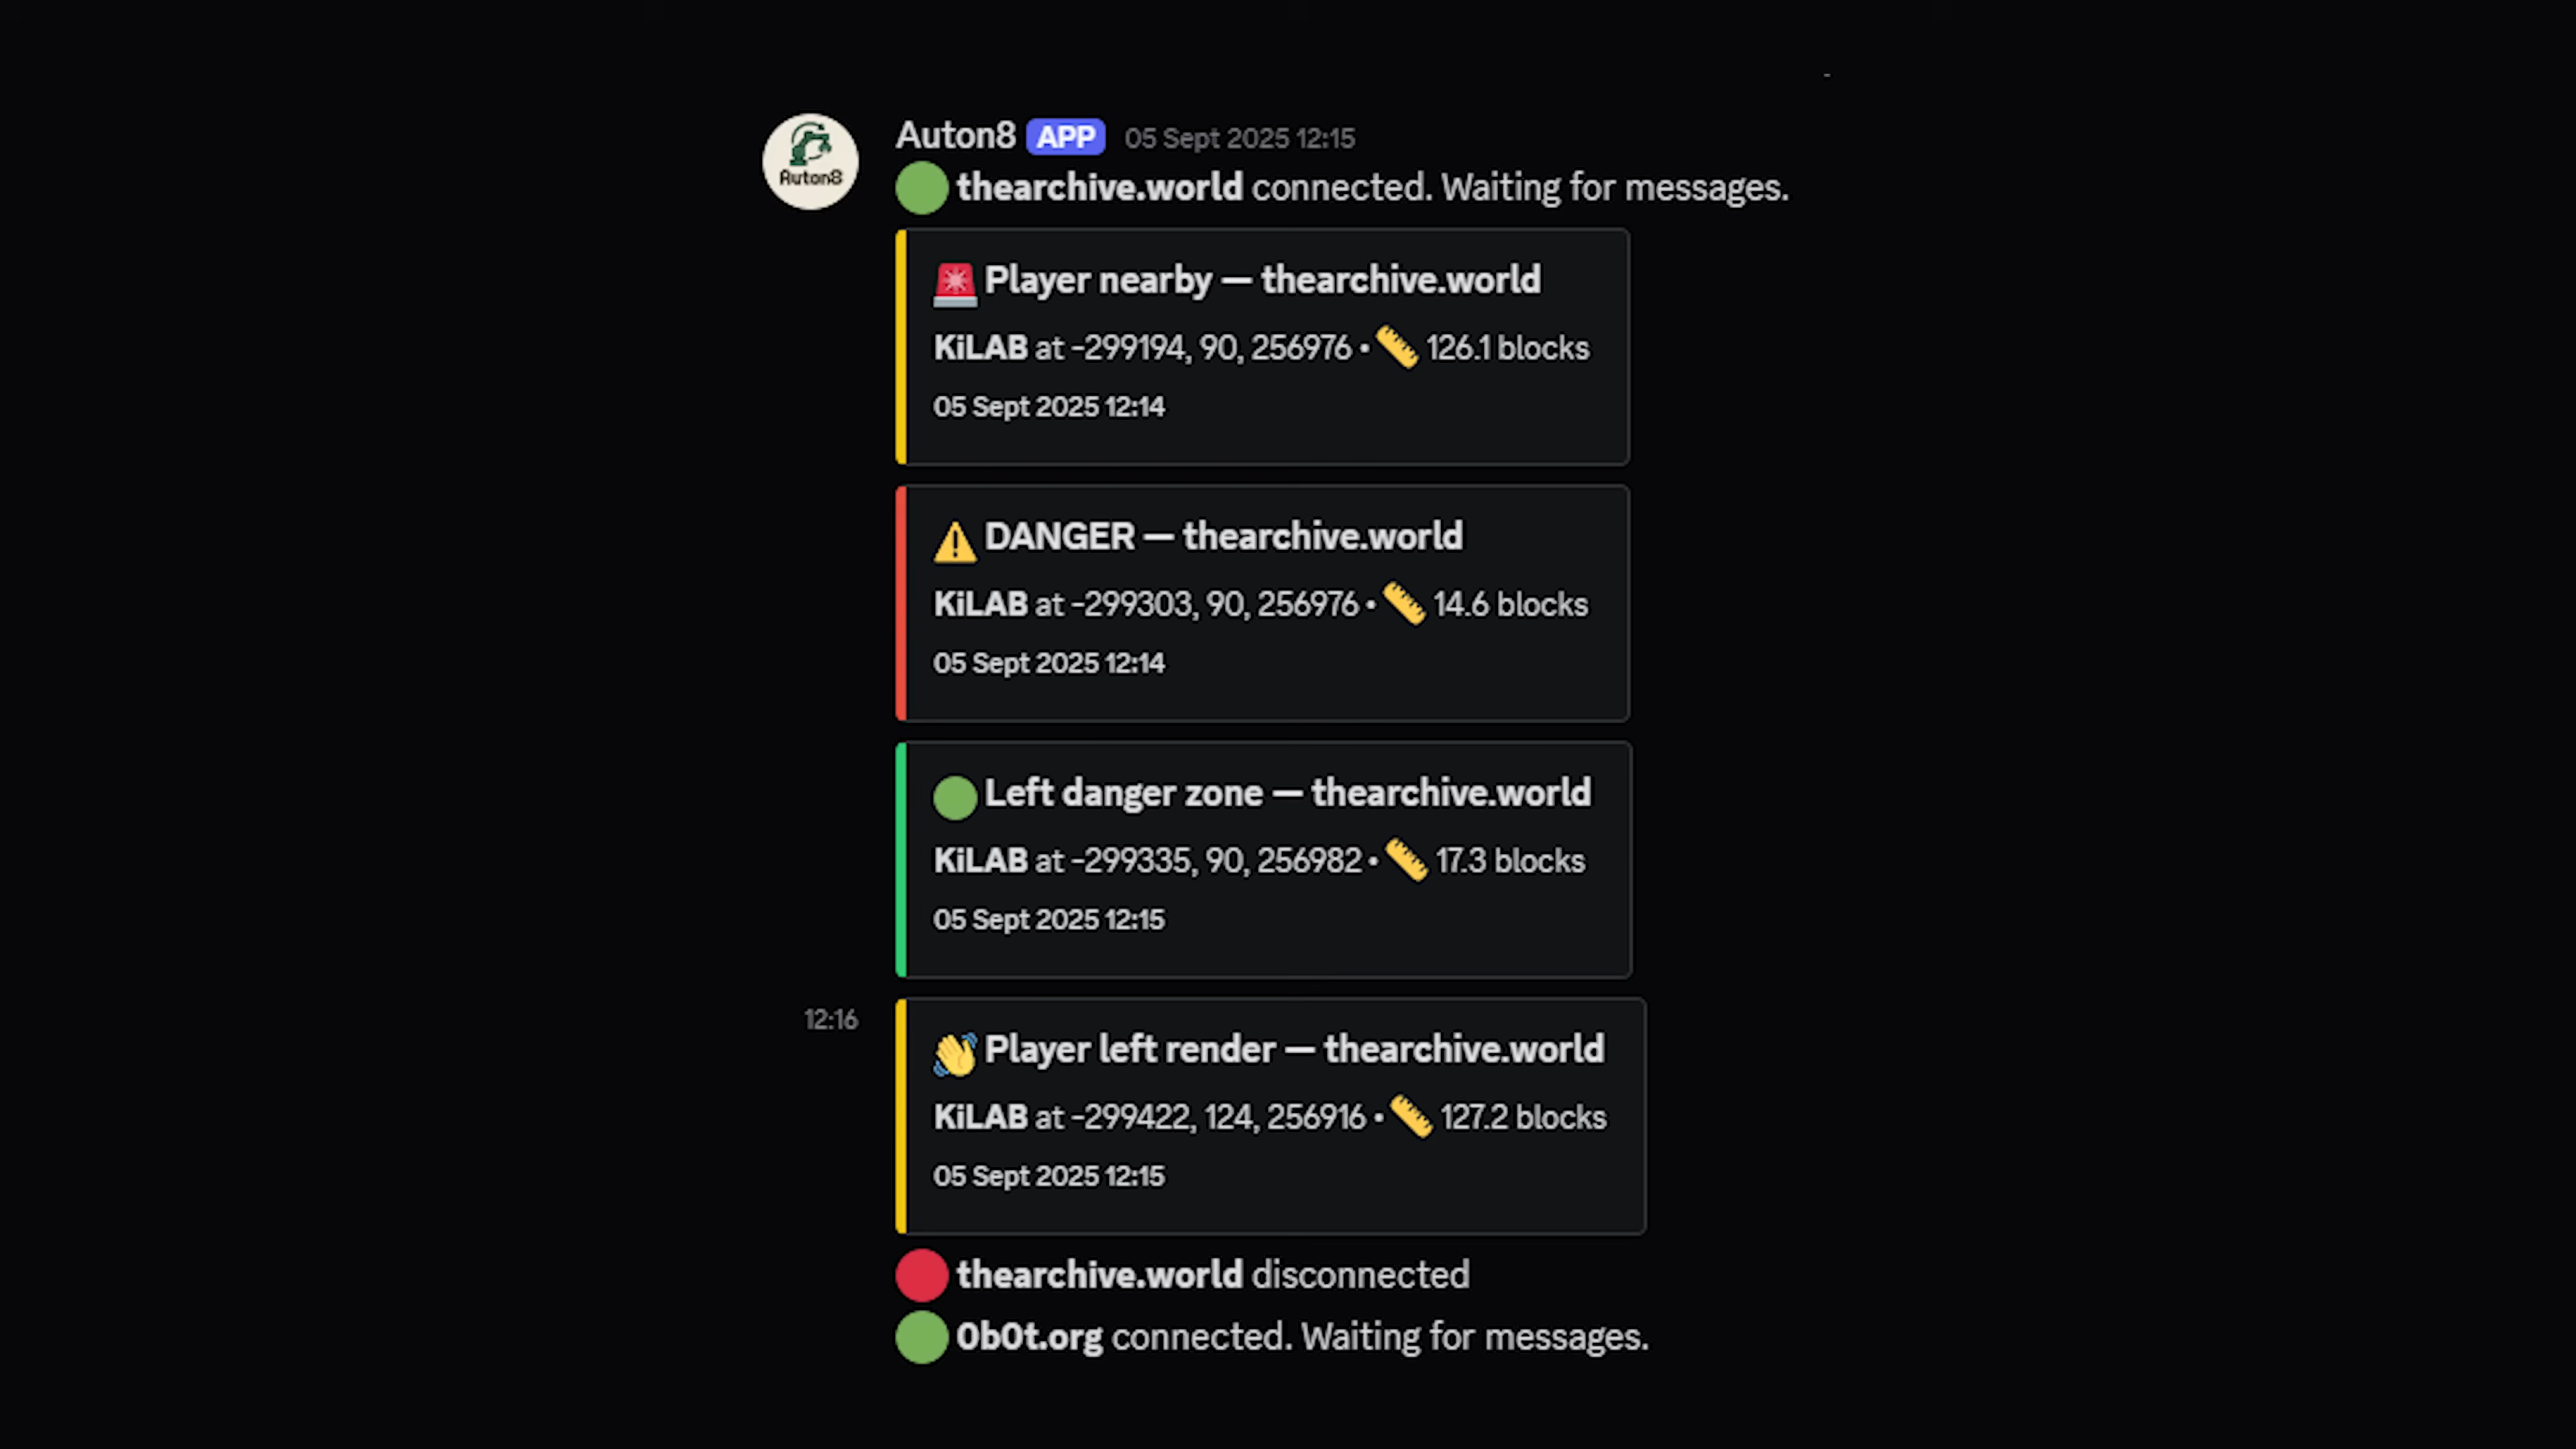 Auton8
Auton8 APP 05 Sept 2025 12:15
thearchive.world connected. Waiting for messages.
Player nearby — thearchive.world
KiLAB at -299194, 90, 256976 • 126.1 blocks
05 Sept 2025 12:14
DANGER — thearchive.world
KiLAB at -299303, 90, 256976 • 14.6 blocks
05 Sept 2025 12:14
Left danger zone — thearchive.world
KiLAB at -299335, 90, 256982 • 17.3 blocks
05 Sept 2025 12:15
12:16
Player left render — thearchive.world
KiLAB at -299422, 124, 256916 • 127.2 blocks
05 Sept 2025 12:15
thearchive.world disconnected
0b0t.org connected. Waiting for messages.